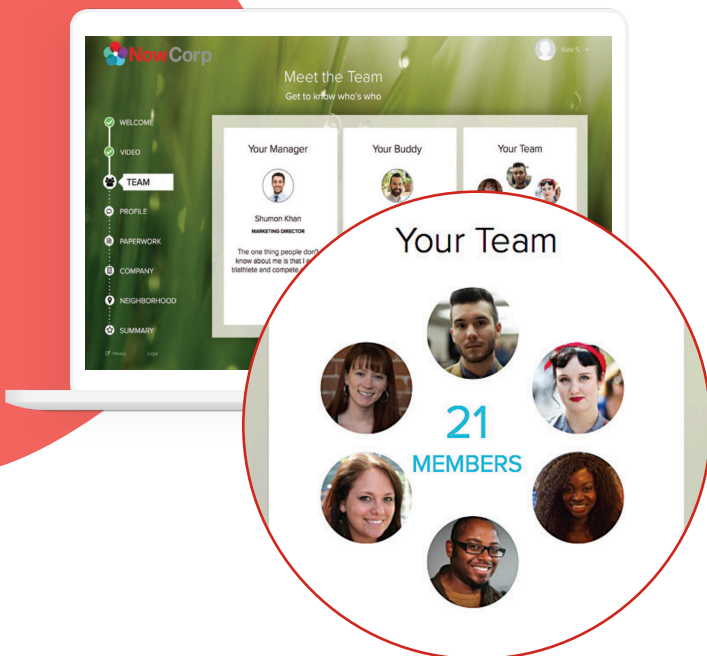 NowCorp
Kate S.
Meet the Team
Get to know who's who
WELCOME
VIDEO
TEAM
PROFILE
PAPERWORK
COMPANY
NEIGHBORHOOD
SUMMARY
Privacy Legal
Your Manager
Shumon Khan
MARKETING DIRECTOR
The one thing people don't
know about me is that I
triathlete and compete
Your Buddy
Your Team
Your Team
21
MEMBERS